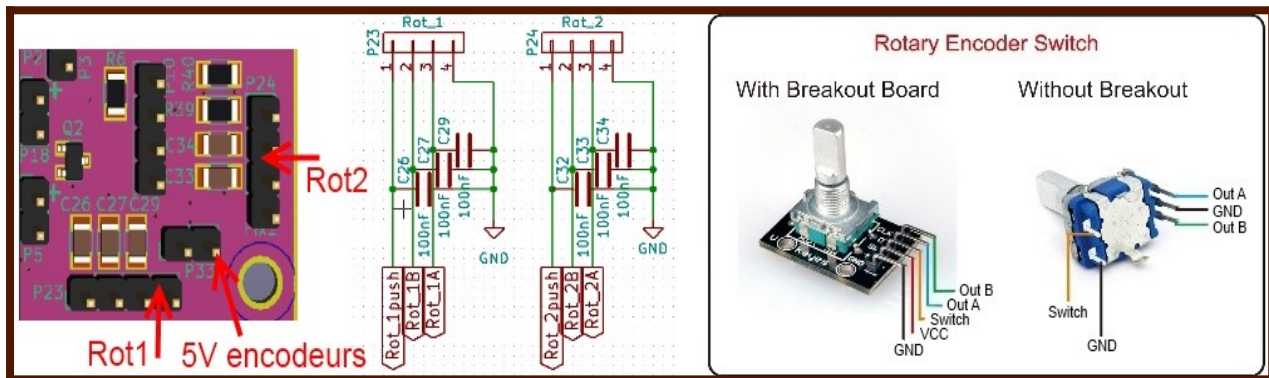 P2
P3
R6
P10
R40
P24
R39
Q2
P18
C34
C33
Rot2
P5
C26 C27 C29
P33
P23
Rot1
5V encodeurs
Rot_1
P23
1 2 3 4
C26
C27
C29
100nF
100nF
100nF
GND
Rot_1push
Rot_1B
Rot_1A
Rot_2
P24
1 2 3 4
C32
C33
C34
100nF
100nF
100nF
GND
Rot_2push
Rot_2B
Rot_2A
Rotary Encoder Switch
With Breakout Board
Without Breakout
Out B
Out A
Switch
VCC
GND
Out A
GND
Out B
Switch
GND